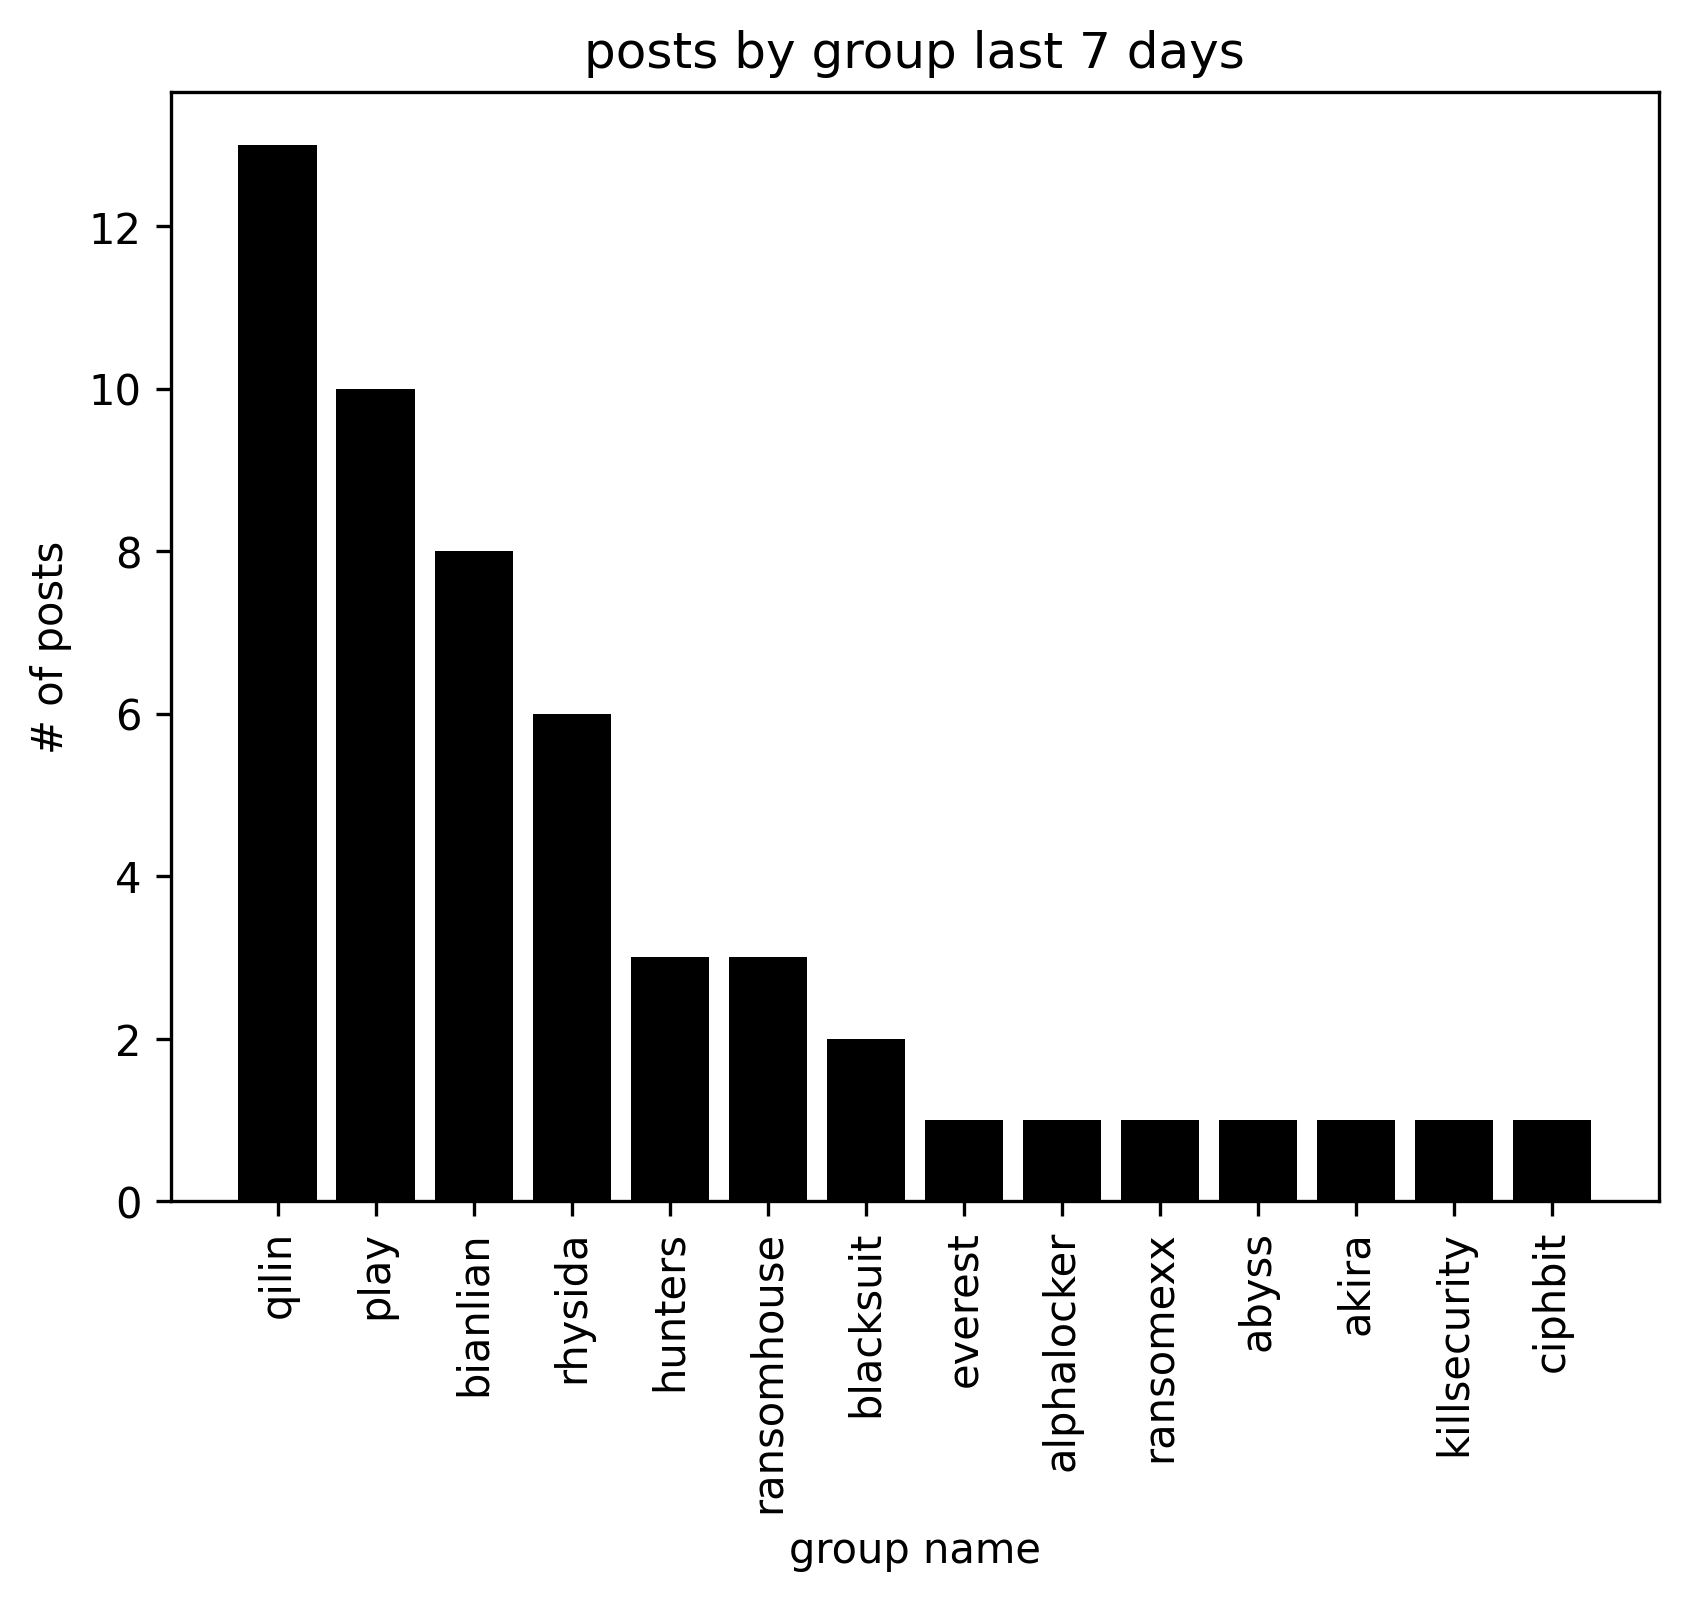 posts by group last 7 days
12
10
8
6
4
2
0
# of posts
qilin
play
bianlian
rhysida
hunters
ransomhouse
blacksuit
everest
alphalocker
ransomexx
abyss
akira
killsecurity
ciphbit
group name